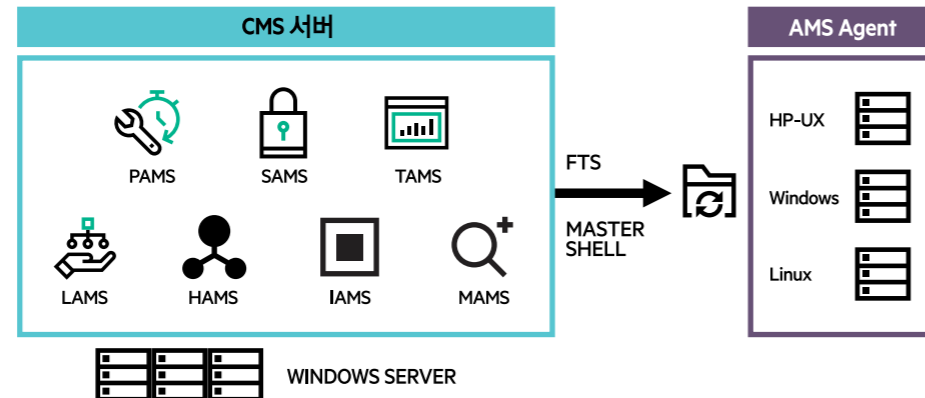 CMS 서버
AMS Agent
PAMS
SAMS
TAMS
LAMS
HAMS
IAMS
MAMS
FTS
MASTER
SHELL
HP-UX
Windows
Linux
WINDOWS SERVER